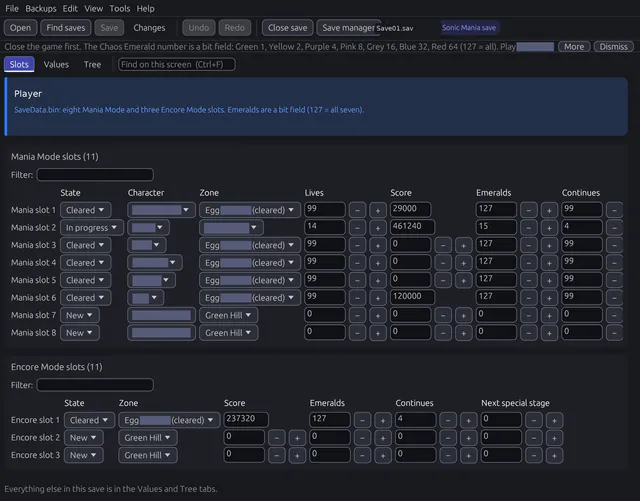 File Backups Edit View Tools Help
Open Find saves Save Changes Undo Redo Close save Save manager Save01.sav Sonic Mania save
Close the game first. The Chaos Emerald number is a bit field: Green 1, Yellow 2, Purple 4, Pink 8, Grey 16, Blue 32, Red 64 (127 = all). Play More Dismiss
Slots Values Tree Find on this screen (Ctrl+F)
Player
SaveData.bin: eight Mania Mode and three Encore Mode slots. Emeralds are a bit field (127 = all seven).
Mania Mode slots (11)
Filter:
State Character Zone Lives Score Emeralds Continues
Mania slot 1 Cleared Egg (cleared) 99 − + 29000 127 − + 99 −
Mania slot 2 In progress 14 − + 461240 15 − + 4 −
Mania slot 3 Cleared Egg (cleared) 99 − + 0 − + 127 − + 99 −
Mania slot 4 Cleared Egg (cleared) 99 − + 0 − + 127 − + 99 −
Mania slot 5 Cleared Egg (cleared) 99 − + 0 − + 127 − + 99 −
Mania slot 6 Cleared Egg (cleared) 99 − + 120000 127 − + 99 −
Mania slot 7 New Green Hill 0 − + 0 − + 0 − + 0 −
Mania slot 8 New Green Hill 0 − + 0 − + 0 − + 0 −
Encore Mode slots (11)
Filter:
State Zone Score Emeralds Continues Next special stage
Encore slot 1 Cleared Egg (cleared) 237320 127 − + 4 − + 0 − +
Encore slot 2 New Green Hill 0 − + 0 − + 0 − + 0 − +
Encore slot 3 New Green Hill 0 − + 0 − + 0 − + 0 − +
Everything else in this save is in the Values and Tree tabs.